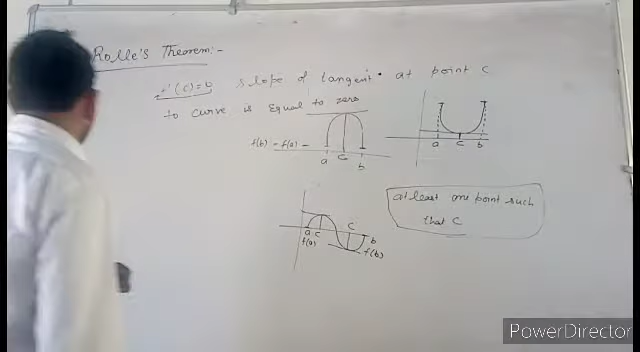 Rolle's Theorem:-
f'(c)=0 slope of tangent at point c
to curve is Equal to zero
f(b) = f(a) -
a c b
a c b
at least one point such
that c
a c c b
f(a) f(b)
PowerDirector